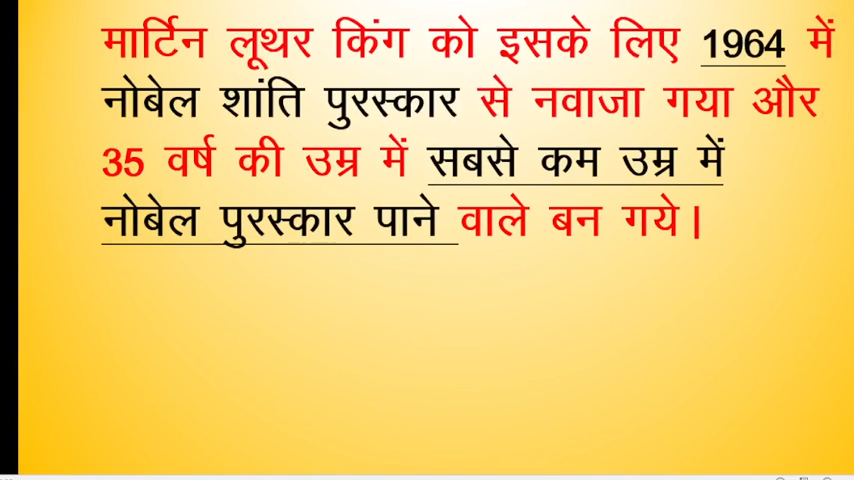 मार्टिन लूथर किंग को इसके लिए 1964 में
नोबेल शांति पुरस्कार से नवाजा गया और
35 वर्ष की उम्र में सबसे कम उम्र में
नोबेल पुरस्कार पाने वाले बन गये।